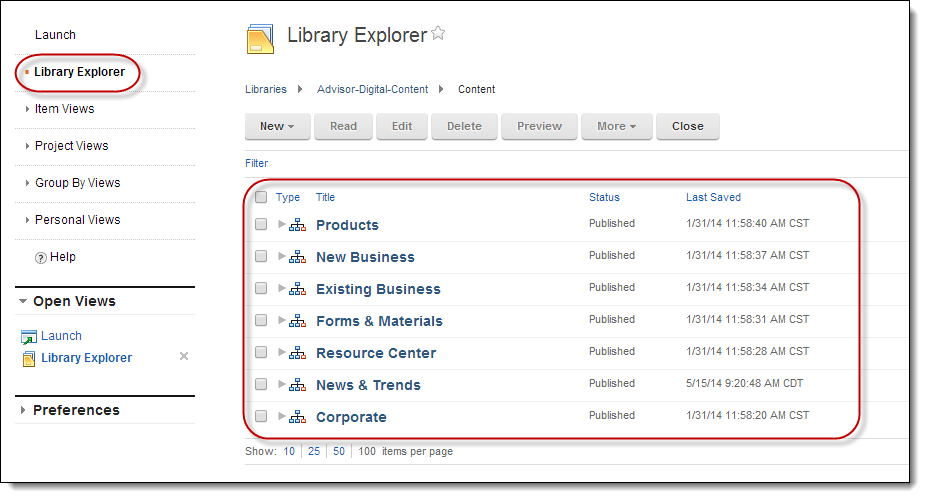 Launch
Library Explorer
Item Views
Project Views
Group By Views
Personal Views
? Help
Open Views
Launch
Library Explorer
Preferences
Library Explorer
Libraries Advisor-Digital-Content Content
New Read Edit Delete Preview More Close
Filter
Type Title Status Last Saved
Products Published 1/31/14 11:58:40 AM CST
New Business Published 1/31/14 11:58:37 AM CST
Existing Business Published 1/31/14 11:58:34 AM CST
Forms & Materials Published 1/31/14 11:58:31 AM CST
Resource Center Published 1/31/14 11:58:28 AM CST
News & Trends Published 5/15/14 9:20:48 AM CDT
Corporate Published 1/31/14 11:58:20 AM CST
Show: 10 | 25 | 50 | 100 items per page